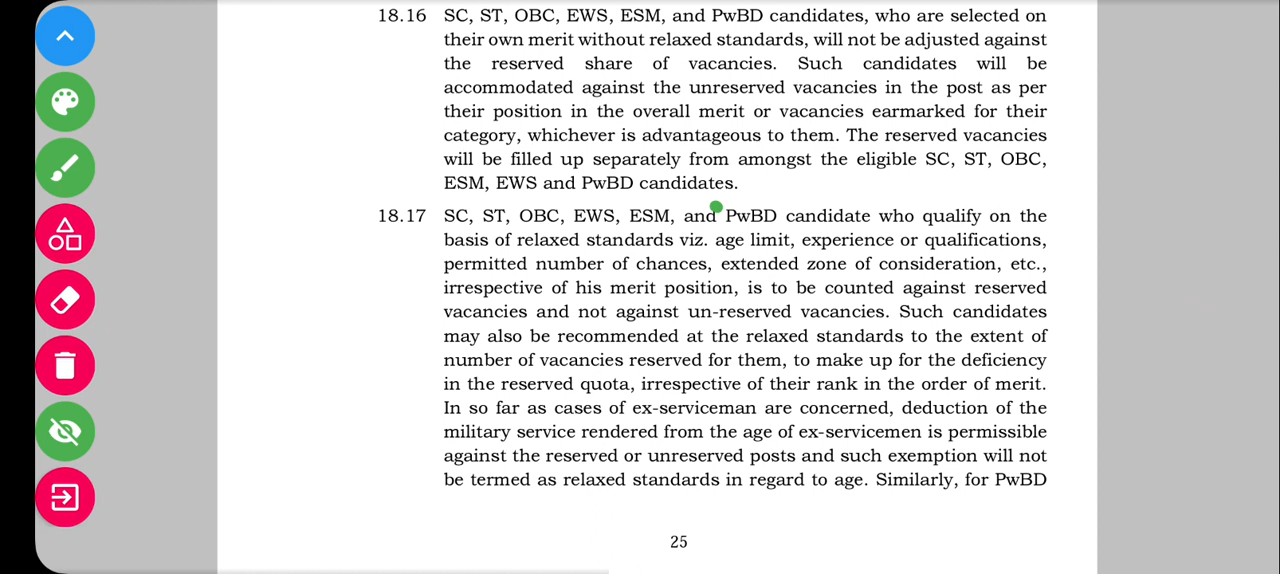 18.16 SC, ST, OBC, EWS, ESM, and PwBD candidates, who are selected on
their own merit without relaxed standards, will not be adjusted against
the reserved share of vacancies. Such candidates will be
accommodated against the unreserved vacancies in the post as per
their position in the overall merit or vacancies earmarked for their
category, whichever is advantageous to them. The reserved vacancies
will be filled up separately from amongst the eligible SC, ST, OBC,
ESM, EWS and PwBD candidates.
18.17 SC, ST, OBC, EWS, ESM, and PwBD candidate who qualify on the
basis of relaxed standards viz. age limit, experience or qualifications,
permitted number of chances, extended zone of consideration, etc.,
irrespective of his merit position, is to be counted against reserved
vacancies and not against un-reserved vacancies. Such candidates
may also be recommended at the relaxed standards to the extent of
number of vacancies reserved for them, to make up for the deficiency
in the reserved quota, irrespective of their rank in the order of merit.
In so far as cases of ex-serviceman are concerned, deduction of the
military service rendered from the age of ex-servicemen is permissible
against the reserved or unreserved posts and such exemption will not
be termed as relaxed standards in regard to age. Similarly, for PwBD
25